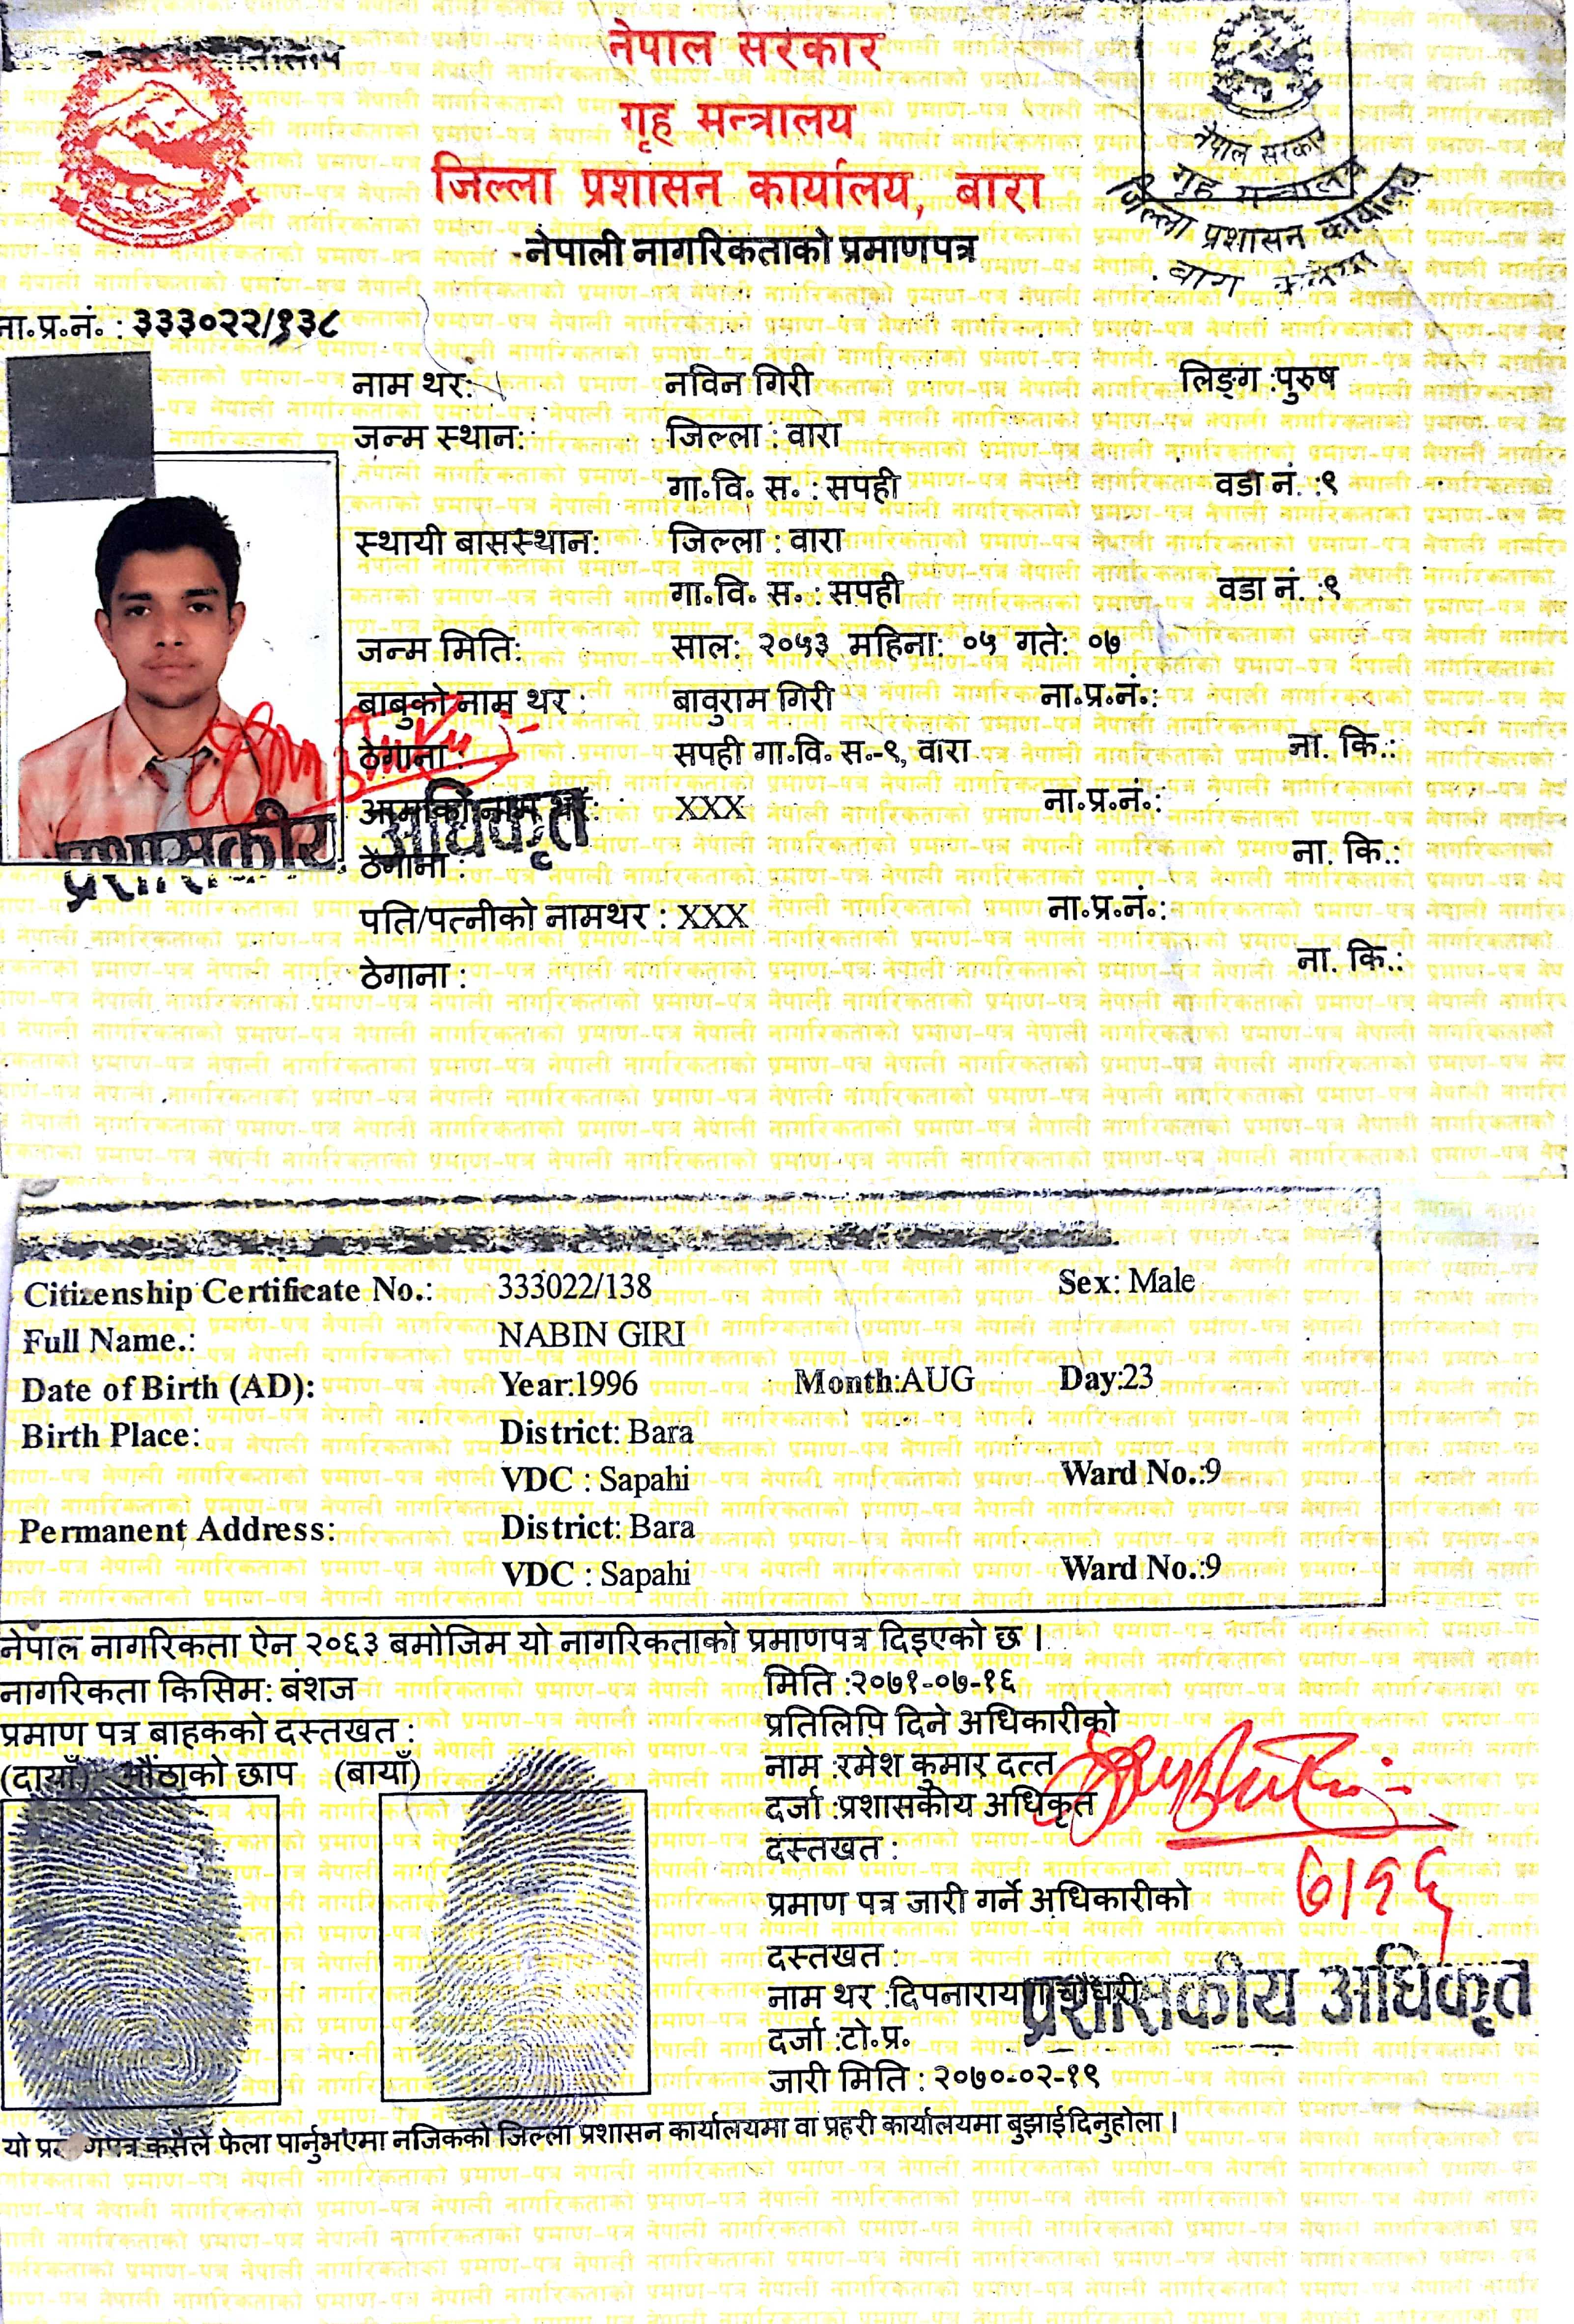 नेपाल सरकार
गृह मन्त्रालय
जिल्ला प्रशासन कार्यालय, बारा
नेपाली नागरिकताको प्रमाणपत्र
नेपाल सरकार
गृह मन्त्रालय
जिल्ला प्रशासन कार्यालय
ना॰प्र॰नं॰ : ३३३०२२/१३८
नाम थर: नविन गिरी लिङ्ग :पुरुष
जन्म स्थान: जिल्ला : वारा
गा॰वि॰ स॰ : सपही वडा नं. :९
स्थायी बासस्थान: जिल्ला : वारा
गा॰वि॰ स॰ : सपही वडा नं. :९
जन्म मिति: साल: २०५३ महिना: ०५ गते: ०७
बाबुको नाम थर : बावुराम गिरी ना॰प्र॰नं॰:
ठेगाना : सपही गा॰वि॰ स॰-९, वारा ना. कि.:
आमाको नाम थर: XXX ना॰प्र॰नं॰:
प्रशासकीय अधिकृत
ठेगाना : ना. कि.:
पति/पत्नीको नामथर : XXX ना॰प्र॰नं॰:
ठेगाना : ना. कि.:
Citizenship Certificate No.: 333022/138 Sex: Male
Full Name.: NABIN GIRI
Date of Birth (AD): Year:1996 Month:AUG Day:23
Birth Place: District: Bara
VDC : Sapahi Ward No.:9
Permanent Address: District: Bara
VDC : Sapahi Ward No.:9
नेपाल नागरिकता ऐन २०६३ बमोजिम यो नागरिकताको प्रमाणपत्र दिइएको छ ।
नागरिकता किसिम: बंशज मिति :२०७१-०७-१६
प्रमाण पत्र बाहकको दस्तखत : प्रतिलिपि दिने अधिकारीको
(दायाँ) औंठाको छाप (बायाँ) नाम :रमेश कुमार दत्त
दर्जा :प्रशासकीय अधिकृत
दस्तखत :
७।१६
प्रमाण पत्र जारी गर्ने अधिकारीको
दस्तखत :
नाम थर :दिपनारायण चौधरी
प्रशासकीय अधिकृत
दर्जा :टो.प्र.
जारी मिति : २०७०-०२-१९
यो प्रमाणपत्र कसैले फेला पार्नुभएमा नजिकको जिल्ला प्रशासन कार्यालयमा वा प्रहरी कार्यालयमा बुझाईदिनुहोला ।